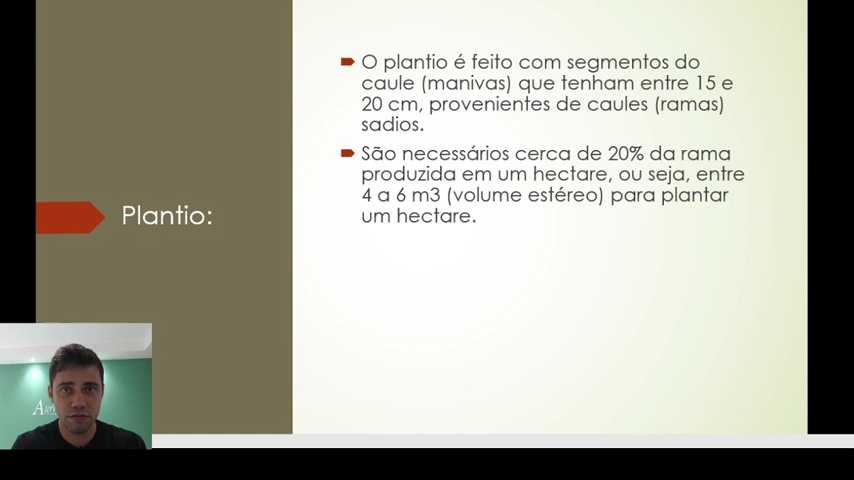 O plantio é feito com segmentos do
caule (manivas) que tenham entre 15 e
20 cm, provenientes de caules (ramas)
sadios.
São necessários cerca de 20% da rama
produzida em um hectare, ou seja, entre
4 a 6 m3 (volume estéreo) para plantar
um hectare.
Plantio: